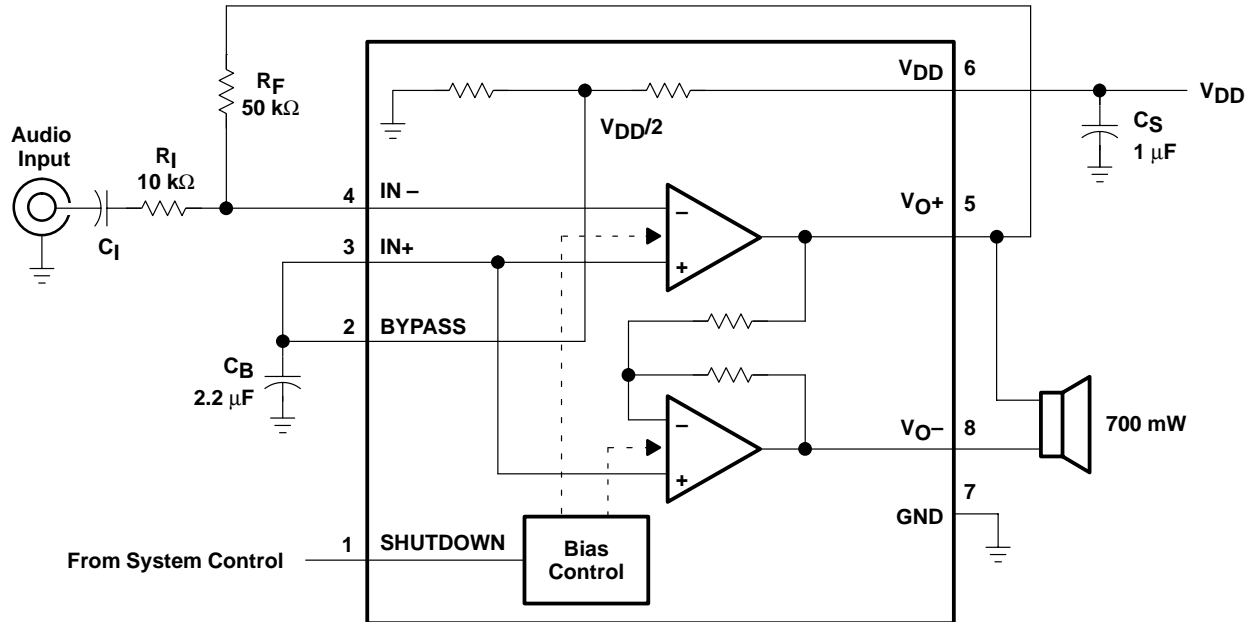 VDD 6
RF
50 kΩ
VDD
CS
1 μF
VDD/2
Audio
Input
RI
10 kΩ
CI
4 IN –
VO+ 5
3 IN+
2 BYPASS
CB
2.2 μF
–
+
–
+
VO– 8
700 mW
7
GND
1 SHUTDOWN
Bias
Control
From System Control